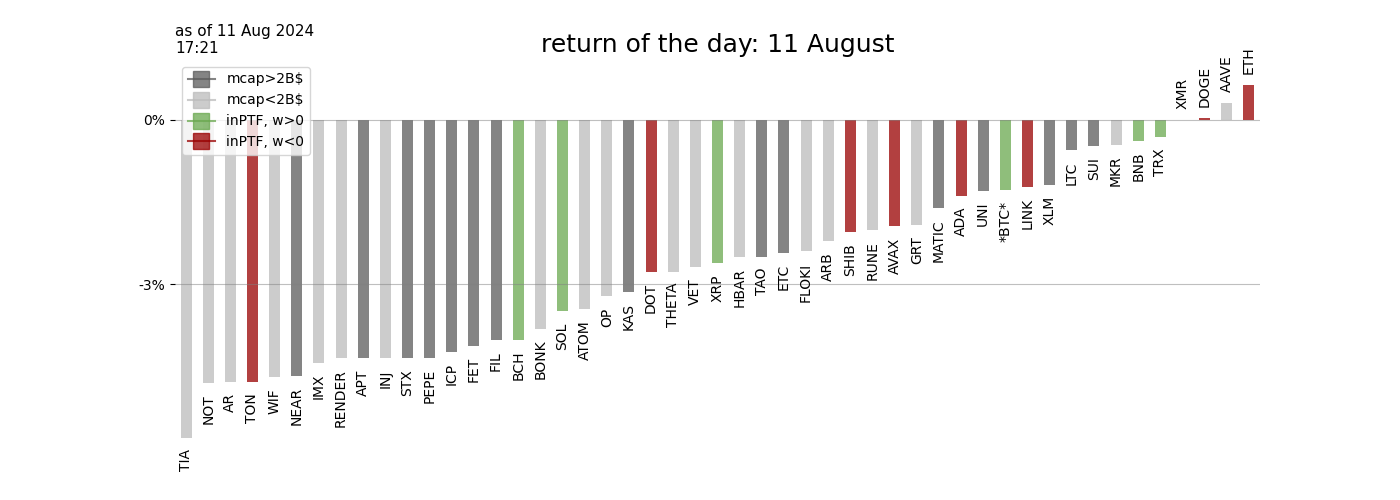 as of 11 Aug 2024
17:21
return of the day: 11 August
mcap>2B$
mcap<2B$
inPTF, w>0
inPTF, w<0
0%
-3%
TIA
NOT
AR
TON
WIF
NEAR
IMX
RENDER
APT
INJ
STX
PEPE
ICP
FET
FIL
BCH
BONK
SOL
ATOM
OP
KAS
DOT
THETA
VET
XRP
HBAR
TAO
ETC
FLOKI
ARB
SHIB
RUNE
AVAX
GRT
MATIC
ADA
UNI
*BTC*
LINK
XLM
LTC
SUI
MKR
BNB
TRX
XMR
DOGE
AAVE
ETH